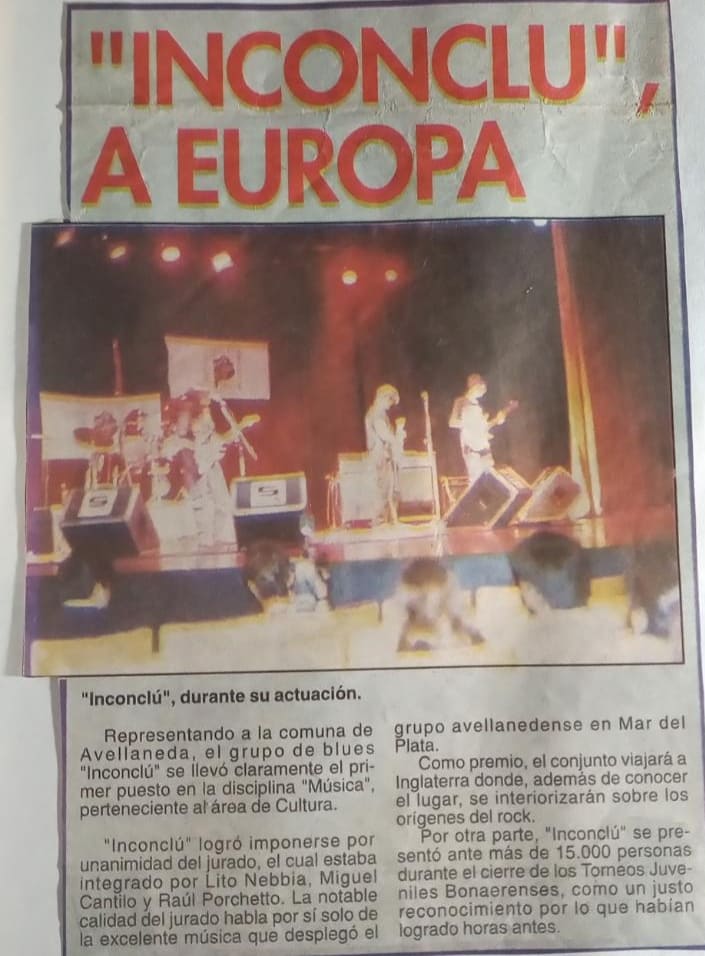 "INCONCLU",
A EUROPA
"Inconclú", durante su actuación.
Representando a la comuna de
Avellaneda, el grupo de blues
"Inconclú" se llevó claramente el pri-
mer puesto en la disciplina "Música",
perteneciente al área de Cultura.
"Inconclú" logró imponerse por
unanimidad del jurado, el cual estaba
integrado por Lito Nebbia, Miguel
Cantilo y Raúl Porchetto. La notable
calidad del jurado habla por sí solo de
la excelente música que desplegó el
grupo avellanedense en Mar del
Plata.
Como premio, el conjunto viajará a
Inglaterra donde, además de conocer
el lugar, se interiorizarán sobre los
orígenes del rock.
Por otra parte, "Inconclú" se pre-
sentó ante más de 15.000 personas
durante el cierre de los Torneos Juve-
niles Bonaerenses, como un justo
reconocimiento por lo que habían
logrado horas antes.